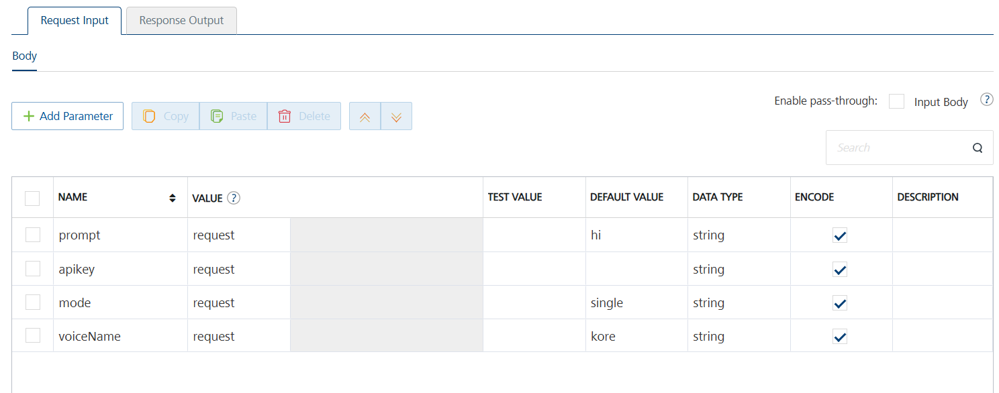 Request Input Response Output
Body
Enable pass-through: Input Body ?
+ Add Parameter Copy Paste Delete
Search
NAME VALUE ? TEST VALUE DEFAULT VALUE DATA TYPE ENCODE DESCRIPTION
prompt request hi string
apikey request string
mode request single string
voiceName request kore string